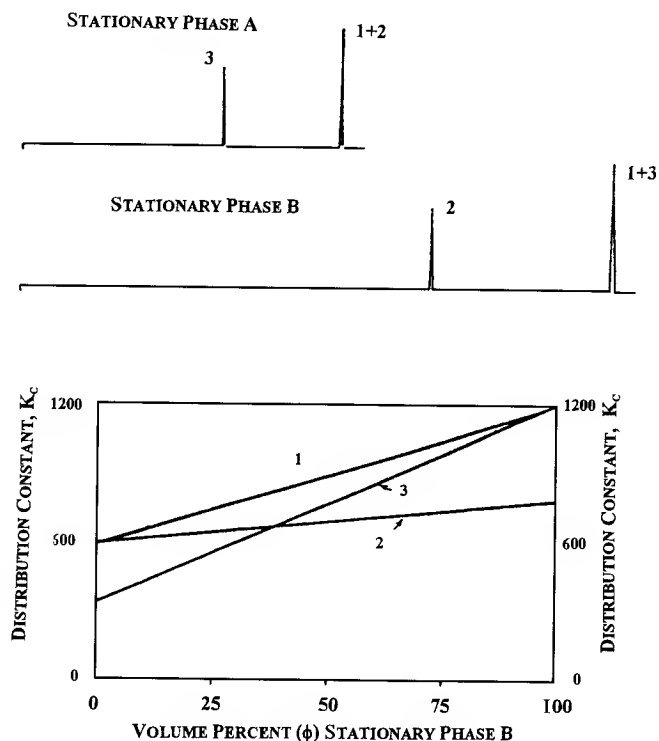 STATIONARY PHASE A
3
1+2
STATIONARY PHASE B
2
1+3
DISTRIBUTION CONSTANT, Kc
1200
500
0
1
3
2
1200
600
0
DISTRIBUTION CONSTANT, Kc
0 25 50 75 100
VOLUME PERCENT (ϕ) STATIONARY PHASE B